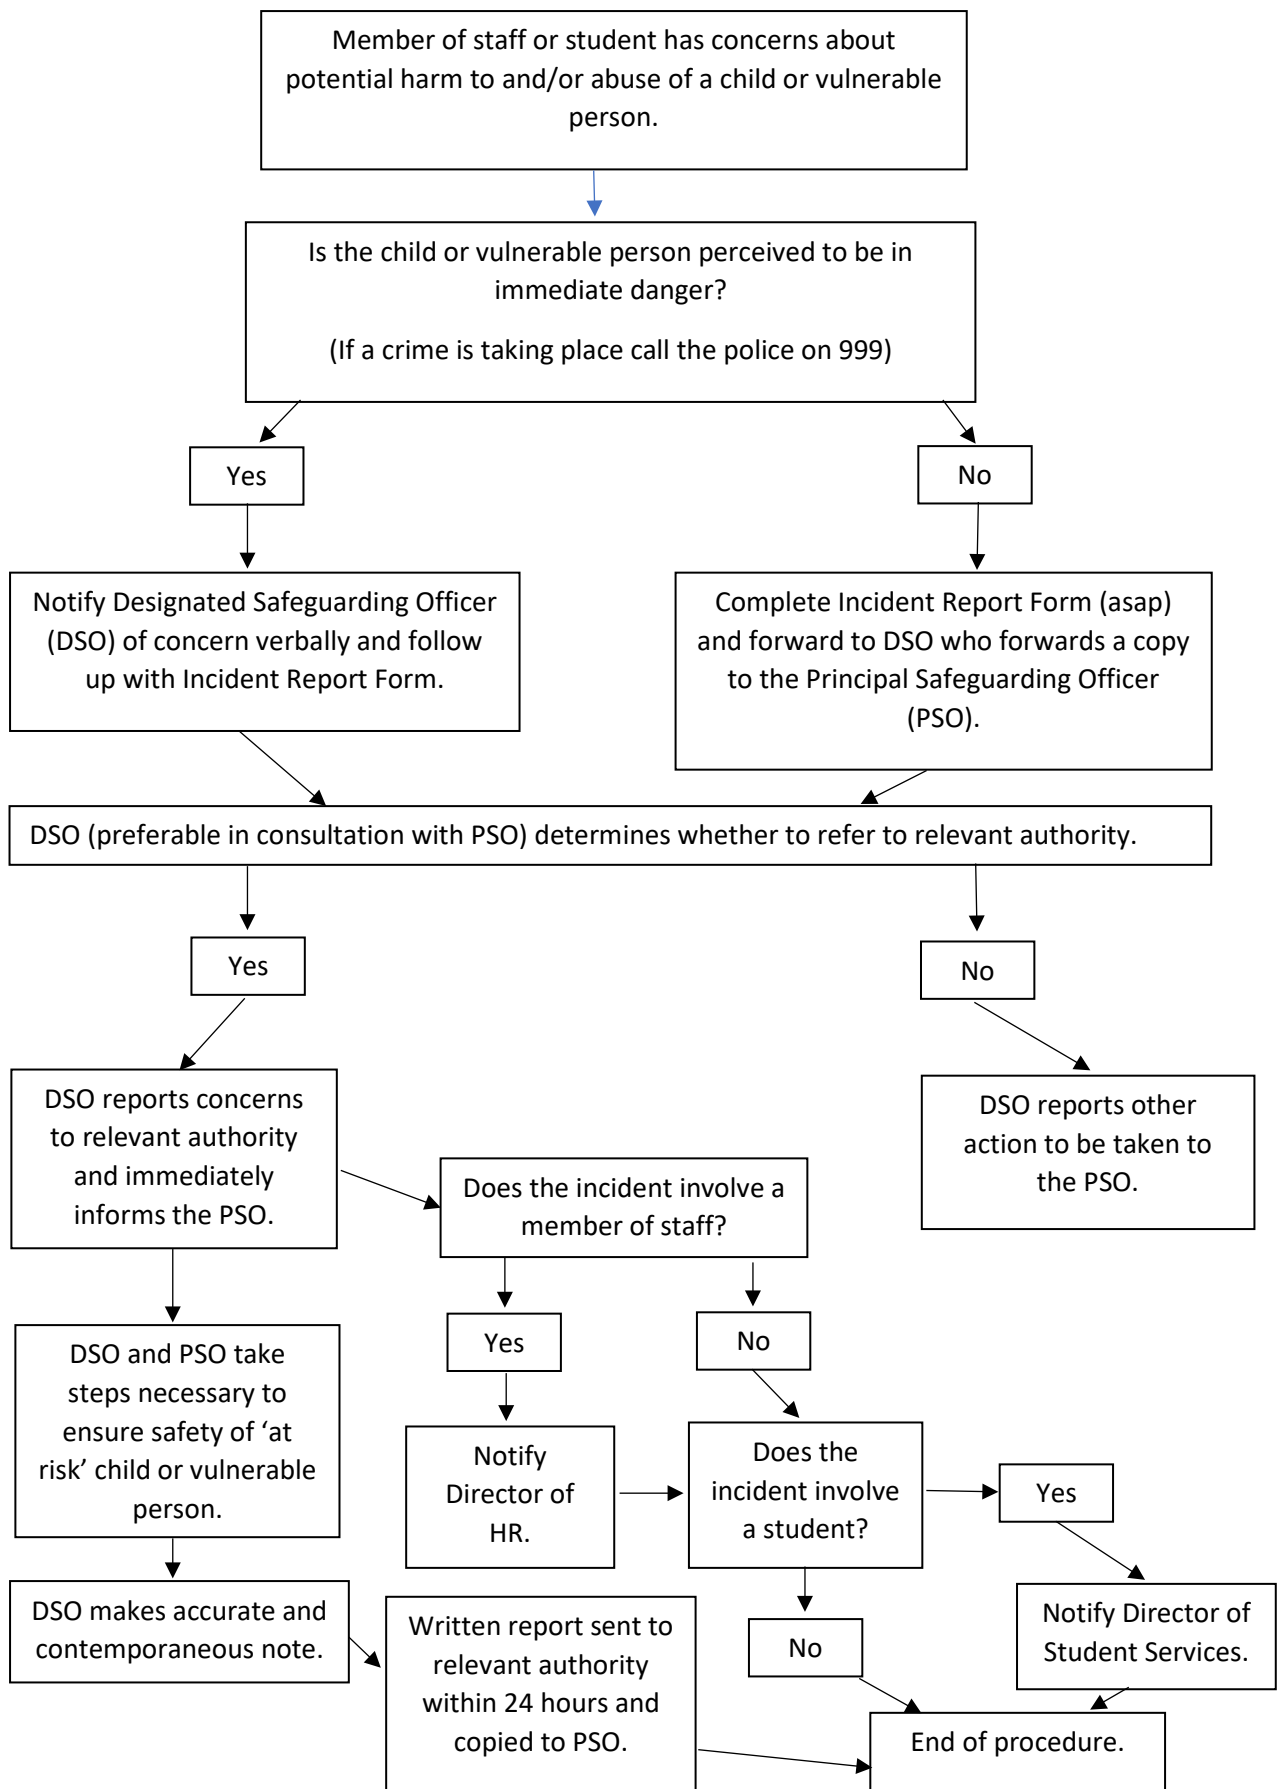 Member of staff or student has concerns about
potential harm to and/or abuse of a child or vulnerable
person.
Is the child or vulnerable person perceived to be in
immediate danger?
(If a crime is taking place call the police on 999)
Yes
No
Notify Designated Safeguarding Officer
(DSO) of concern verbally and follow
up with Incident Report Form.
Complete Incident Report Form (asap)
and forward to DSO who forwards a copy
to the Principal Safeguarding Officer
(PSO).
DSO (preferable in consultation with PSO) determines whether to refer to relevant authority.
Yes
No
DSO reports concerns
to relevant authority
and immediately
informs the PSO.
DSO reports other
action to be taken to
the PSO.
Does the incident involve a
member of staff?
Yes
No
DSO and PSO take
steps necessary to
ensure safety of ‘at
risk’ child or vulnerable
person.
Notify
Director of
HR.
Does the
incident involve
a student?
Yes
DSO makes accurate and
contemporaneous note.
Written report sent to
relevant authority
within 24 hours and
copied to PSO.
No
Notify Director of
Student Services.
End of procedure.